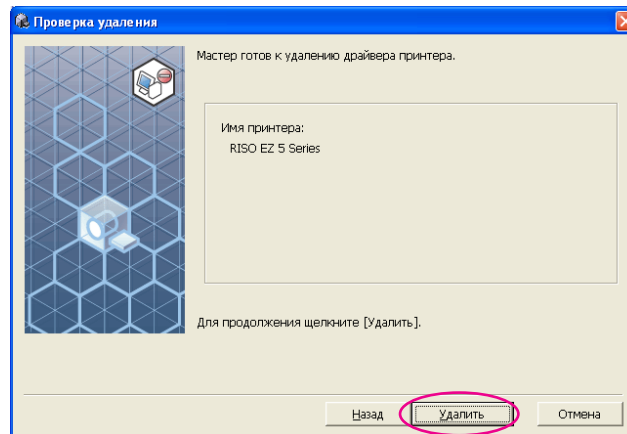 Проверка удаления
Мастер готов к удалению драйвера принтера.
Имя принтера:
RISO EZ 5 Series
Для продолжения щелкните [Удалить].
Назад
Удалить
Отмена